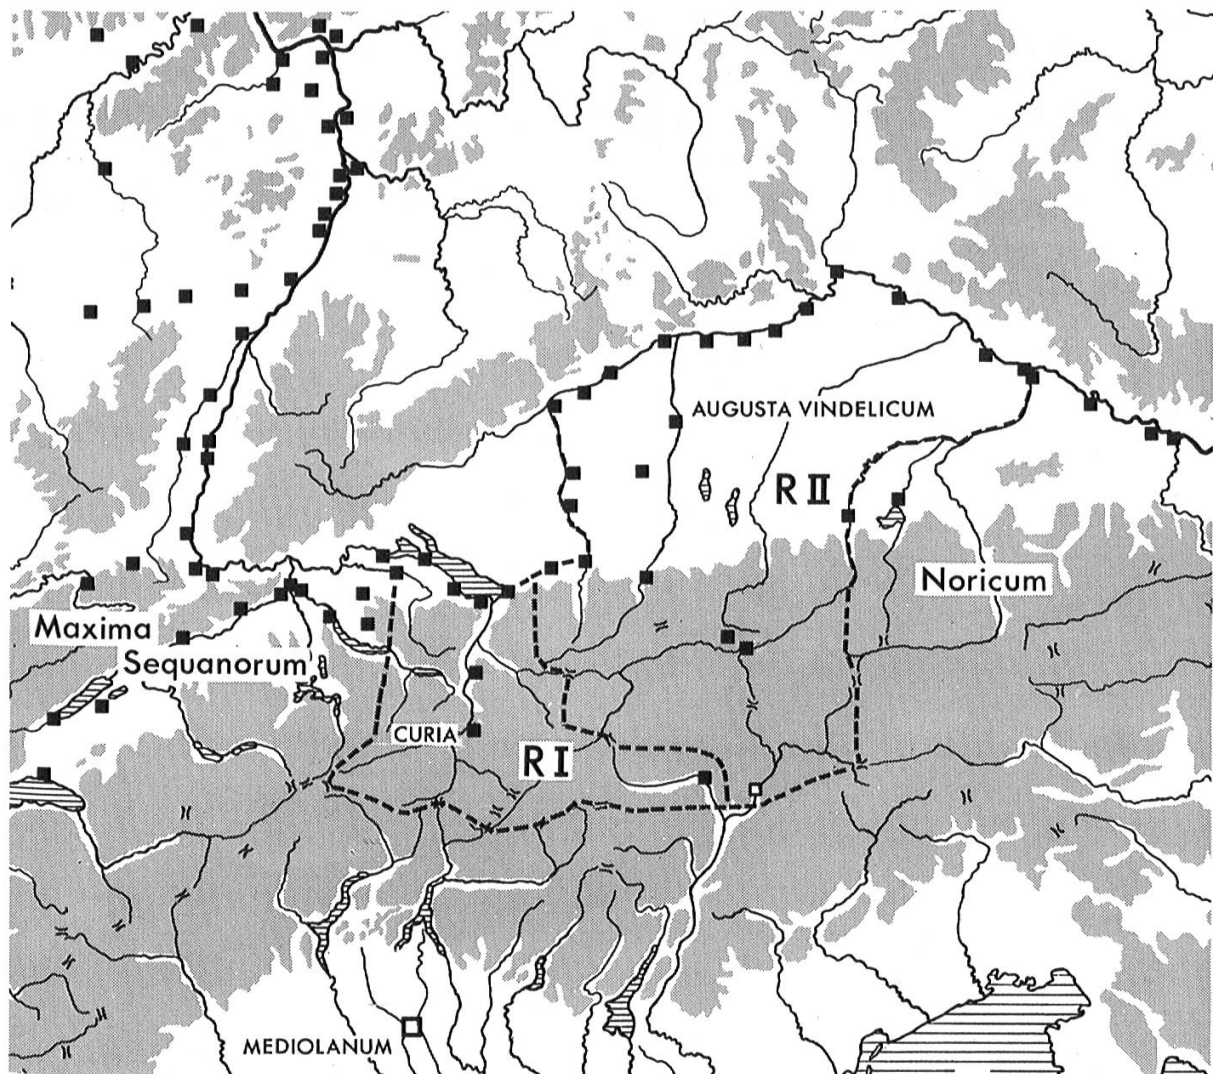 AUGUSTA VINDELICUM
R II
Noricum
Maxima
Sequanorum
CURIA
R I
MEDIOLANUM